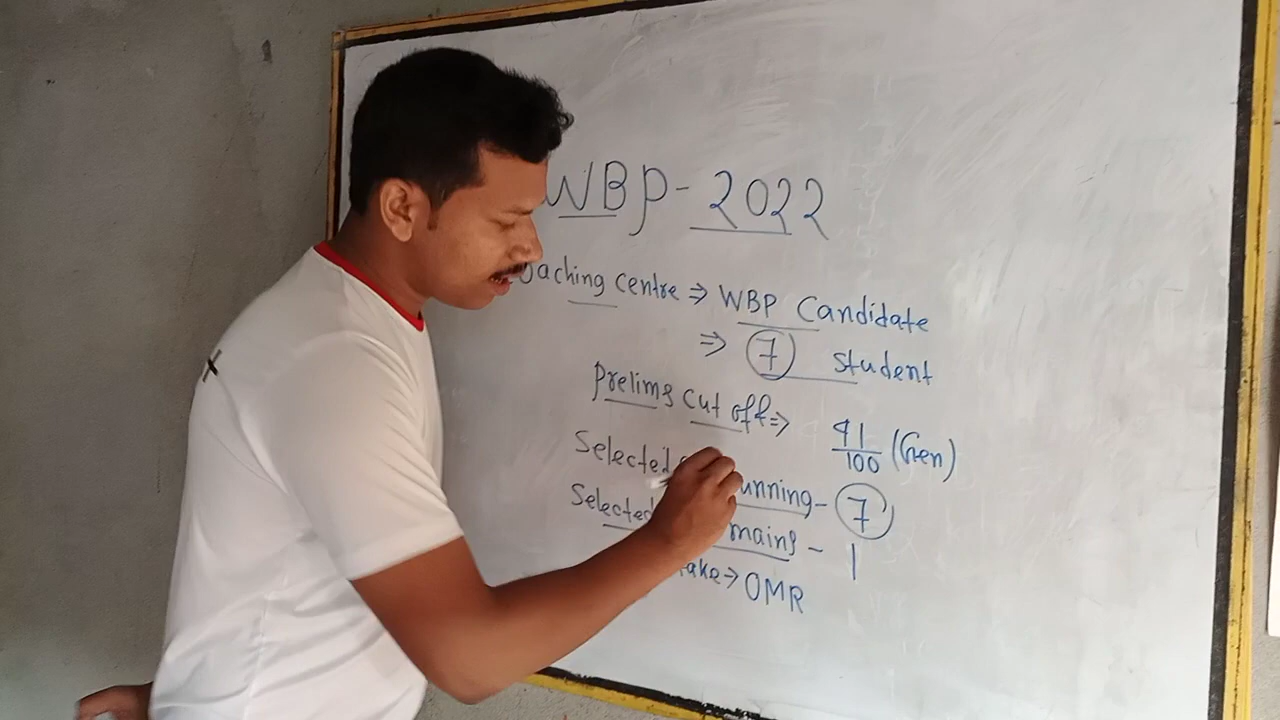 WBP - 2022
oaching Centre ⇒ WBP Candidate
⇒ 7 Student
Prelims cut off ⇒ 41/100 (Gen)
Selected unning - 7
Selected mains - 1
ake → OMR